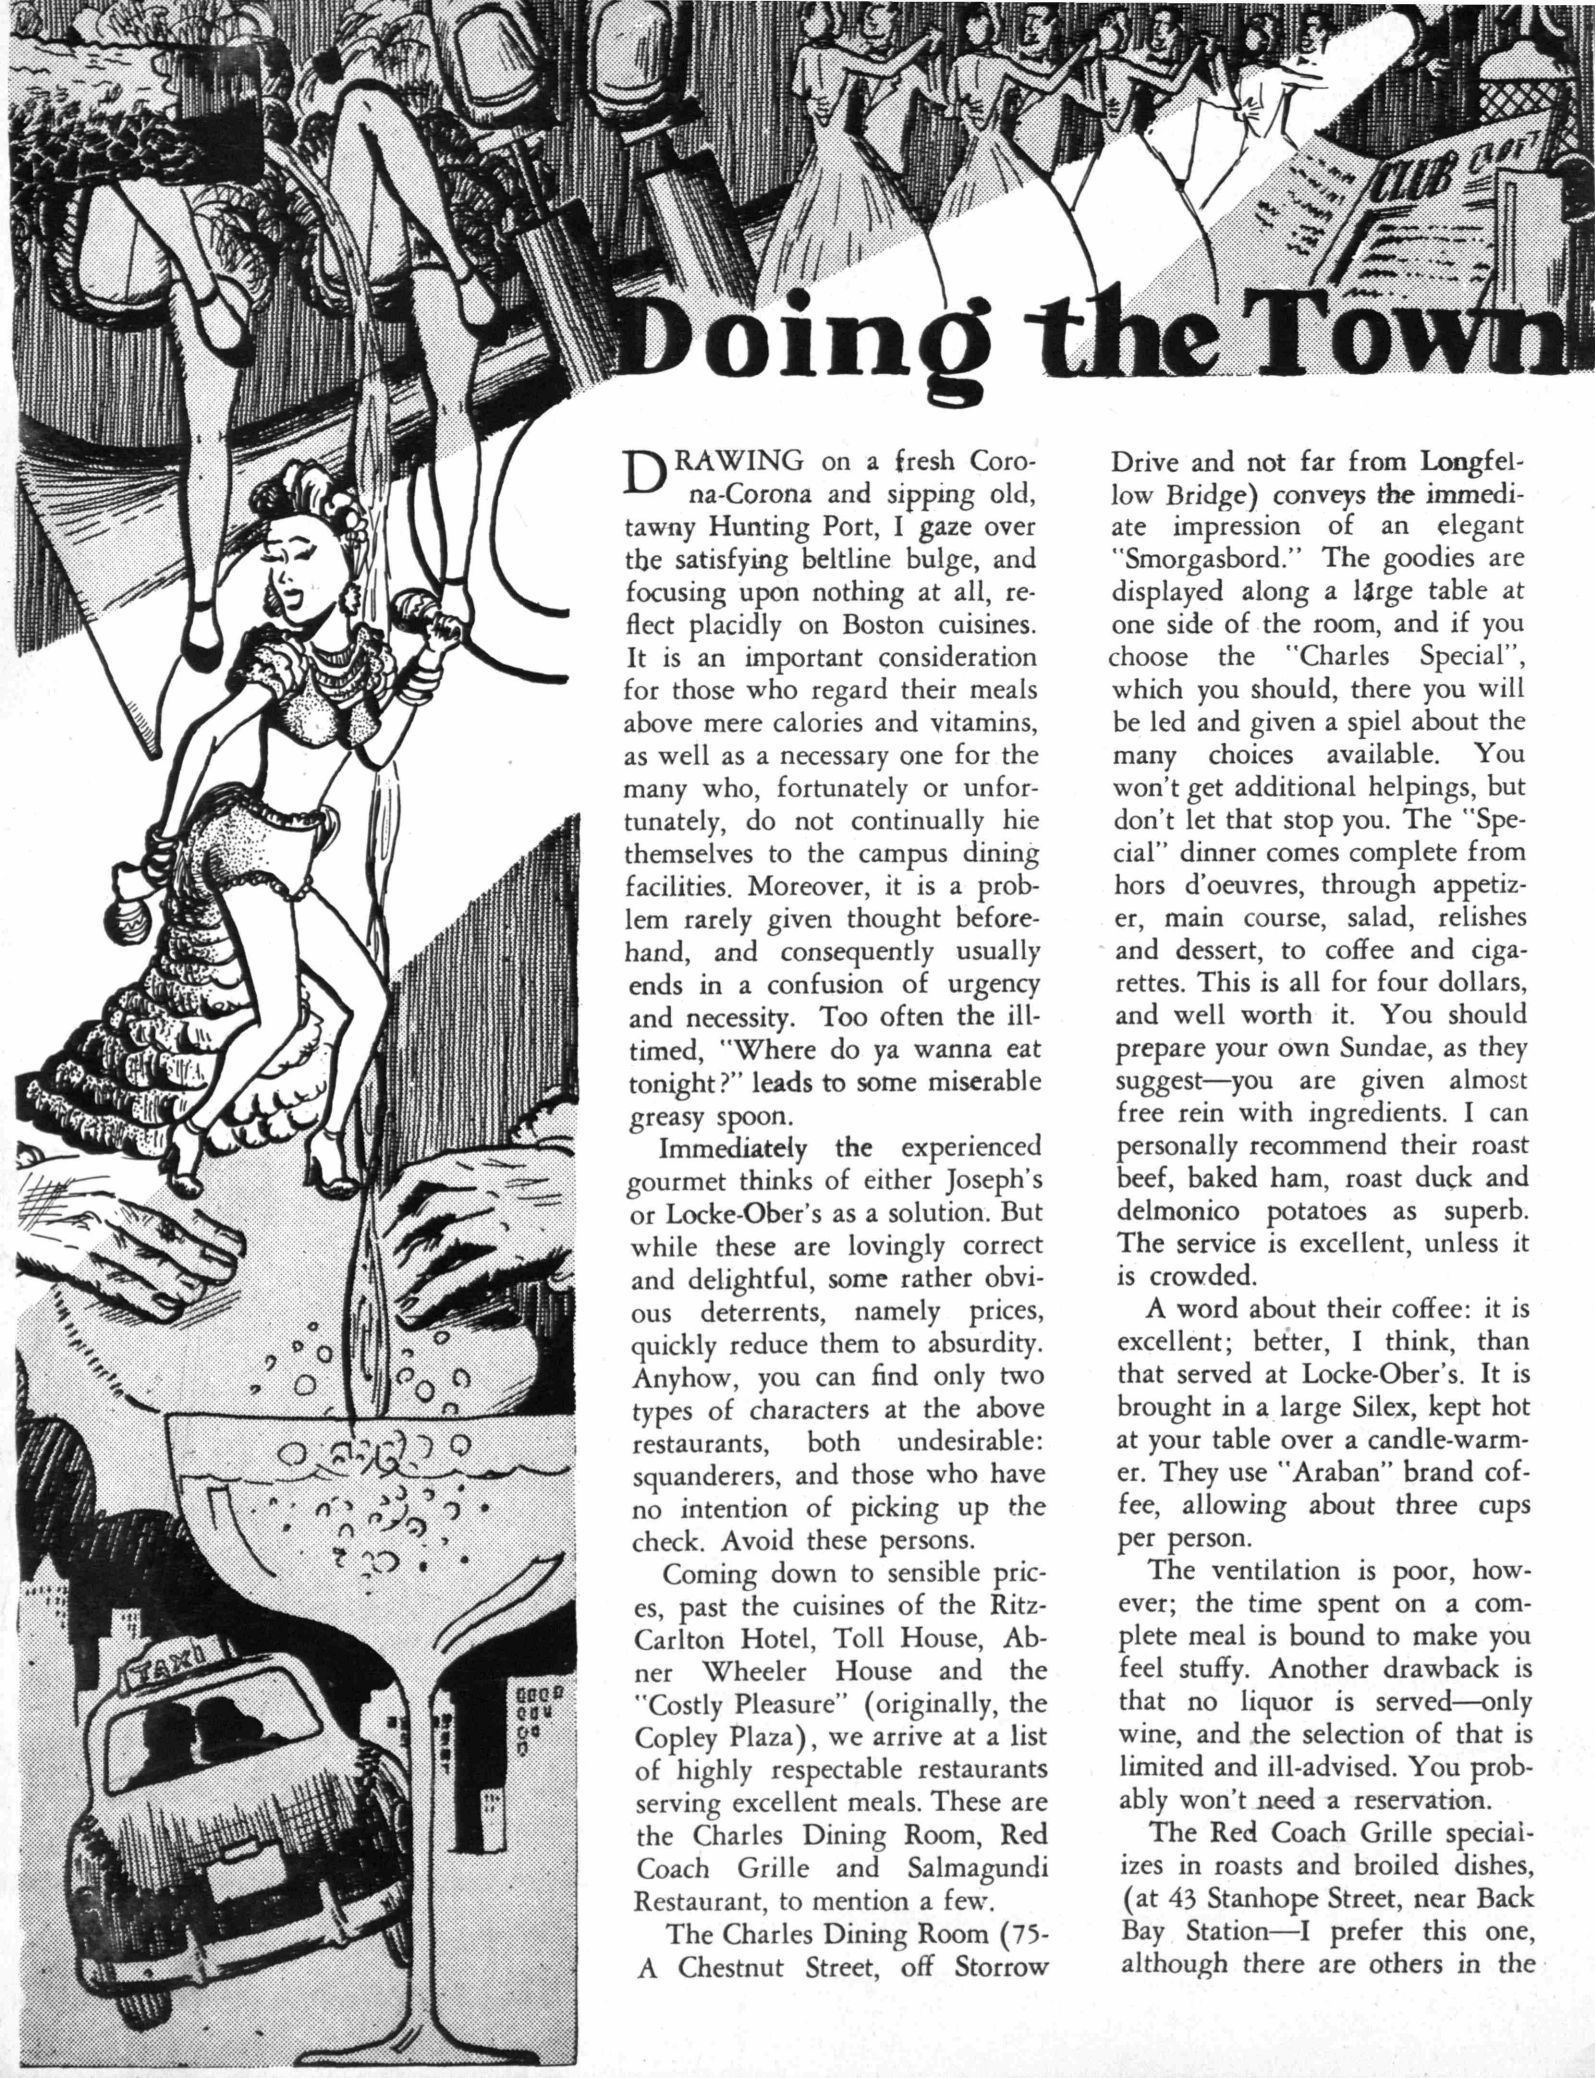 CLUB
Doing the Town
DRAWING on a fresh Coro-
na-Corona and sipping old,
tawny Hunting Port, I gaze over
the satisfying beltline bulge, and
focusing upon nothing at all, re-
flect placidly on Boston cuisines.
It is an important consideration
for those who regard their meals
above mere calories and vitamins,
as well as a necessary one for the
many who, fortunately or unfor-
tunately, do not continually hie
themselves to the campus dining
facilities. Moreover, it is a prob-
lem rarely given thought before-
hand, and consequently usually
ends in a confusion of urgency
and necessity. Too often the ill-
timed, "Where do ya wanna eat
tonight?" leads to some miserable
greasy spoon.
Immediately the experienced
gourmet thinks of either Joseph's
or Locke-Ober's as a solution. But
while these are lovingly correct
and delightful, some rather obvi-
ous deterrents, namely prices,
quickly reduce them to absurdity.
Anyhow, you can find only two
types of characters at the above
restaurants, both undesirable:
squanderers, and those who have
no intention of picking up the
check. Avoid these persons.
Coming down to sensible pric-
es, past the cuisines of the Ritz-
Carlton Hotel, Toll House, Ab-
ner Wheeler House and the
"Costly Pleasure" (originally, the
Copley Plaza), we arrive at a list
of highly respectable restaurants
serving excellent meals. These are
the Charles Dining Room, Red
Coach Grille and Salmagundi
Restaurant, to mention a few.
The Charles Dining Room (75-
A Chestnut Street, off Storrow
Drive and not far from Longfel-
low Bridge) conveys the immedi-
ate impression of an elegant
"Smorgasbord." The goodies are
displayed along a large table at
one side of the room, and if you
choose the "Charles Special",
which you should, there you will
be led and given a spiel about the
many choices available. You
won't get additional helpings, but
don't let that stop you. The "Spe-
cial" dinner comes complete from
hors d'oeuvres, through appetiz-
er, main course, salad, relishes
and dessert, to coffee and ciga-
rettes. This is all for four dollars,
and well worth it. You should
prepare your own Sundae, as they
suggest—you are given almost
free rein with ingredients. I can
personally recommend their roast
beef, baked ham, roast duck and
delmonico potatoes as superb.
The service is excellent, unless it
is crowded.
A word about their coffee: it is
excellent; better, I think, than
that served at Locke-Ober's. It is
brought in a large Silex, kept hot
at your table over a candle-warm-
er. They use "Araban" brand cof-
fee, allowing about three cups
per person.
The ventilation is poor, how-
ever; the time spent on a com-
plete meal is bound to make you
feel stuffy. Another drawback is
that no liquor is served—only
wine, and the selection of that is
limited and ill-advised. You prob-
ably won't need a reservation.
The Red Coach Grille special-
izes in roasts and broiled dishes,
(at 43 Stanhope Street, near Back
Bay Station—I prefer this one,
although there are others in the
TAXI